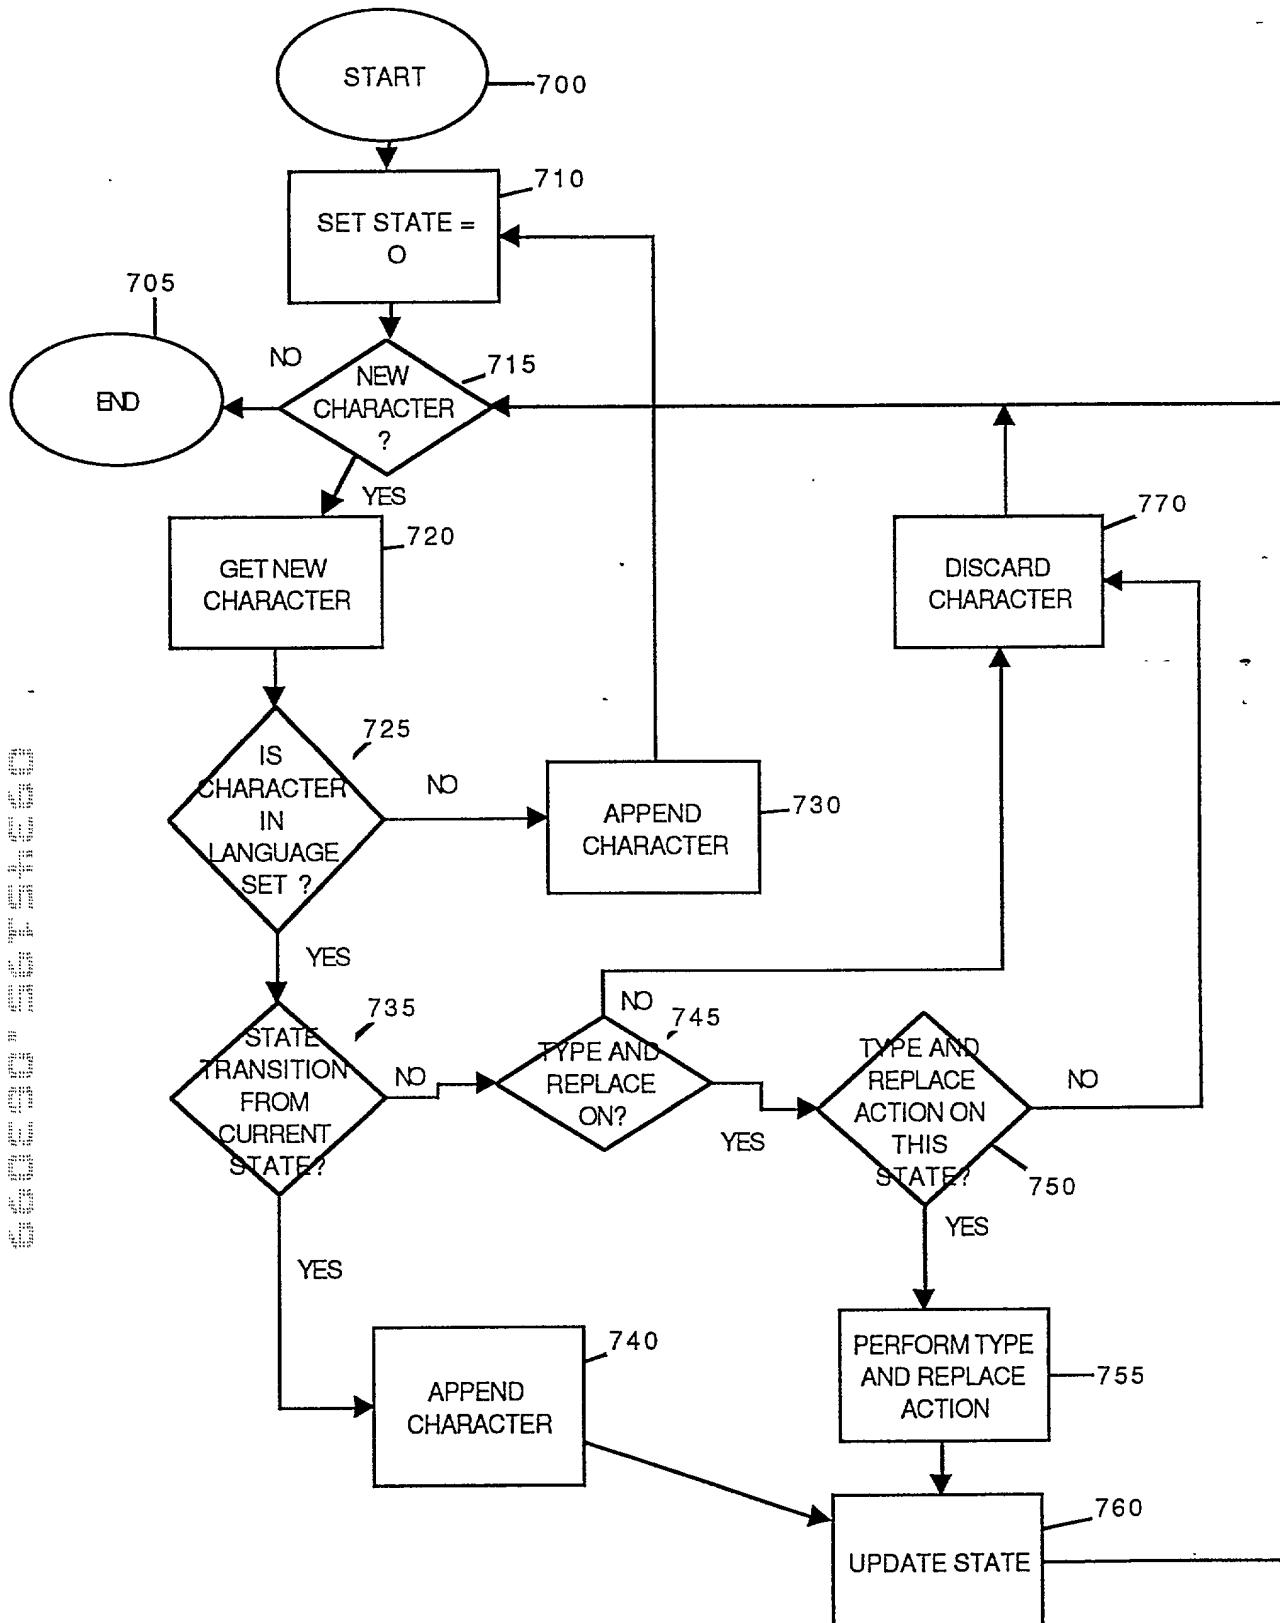 START
700
710
SET STATE =
O
705
NO
715
NEW
CHARACTER
?
END
YES
720
GET NEW
CHARACTER
770
DISCARD
CHARACTER
725
IS
CHARACTER
IN
LANGUAGE
SET ?
NO
730
APPEND
CHARACTER
YES
735
STATE
TRANSITION
FROM
CURRENT
STATE?
NO
NO
745
TYPE AND
REPLACE
ON?
YES
TYPE AND
REPLACE
ACTION ON
THIS
STATE?
NO
750
YES
YES
740
APPEND
CHARACTER
PERFORM TYPE
AND REPLACE
ACTION
755
760
UPDATE STATE